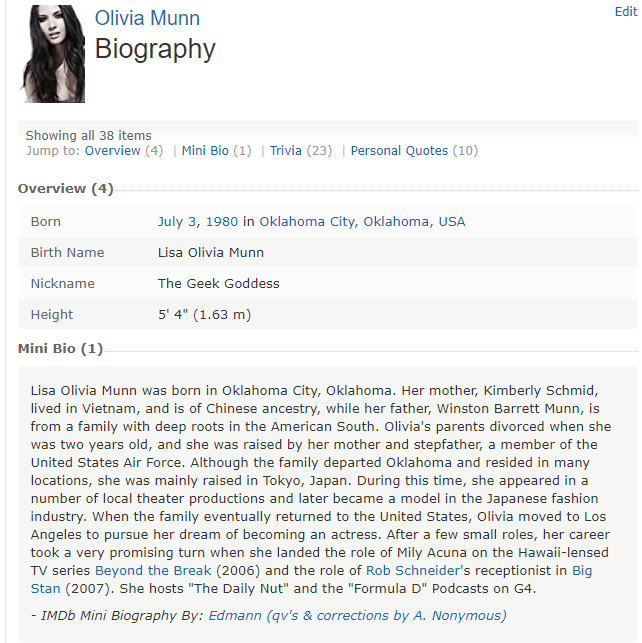 Olivia Munn
Edit
Biography
Showing all 38 items
Jump to: Overview (4) | Mini Bio (1) | Trivia (23) | Personal Quotes (10)
Overview (4)
Born July 3, 1980 in Oklahoma City, Oklahoma, USA
Birth Name Lisa Olivia Munn
Nickname The Geek Goddess
Height 5' 4" (1.63 m)
Mini Bio (1)
Lisa Olivia Munn was born in Oklahoma City, Oklahoma. Her mother, Kimberly Schmid,
lived in Vietnam, and is of Chinese ancestry, while her father, Winston Barrett Munn, is
from a family with deep roots in the American South. Olivia's parents divorced when she
was two years old, and she was raised by her mother and stepfather, a member of the
United States Air Force. Although the family departed Oklahoma and resided in many
locations, she was mainly raised in Tokyo, Japan. During this time, she appeared in a
number of local theater productions and later became a model in the Japanese fashion
industry. When the family eventually returned to the United States, Olivia moved to Los
Angeles to pursue her dream of becoming an actress. After a few small roles, her career
took a very promising turn when she landed the role of Mily Acuna on the Hawaii-lensed
TV series Beyond the Break (2006) and the role of Rob Schneider's receptionist in Big
Stan (2007). She hosts "The Daily Nut" and the "Formula D" Podcasts on G4.
- IMDb Mini Biography By: Edmann (qv's & corrections by A. Nonymous)